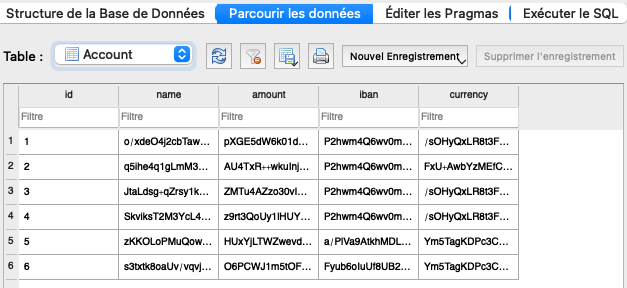 Structure de la Base de Données Parcourir les données Éditer les Pragmas Exécuter le SQL
Table : Account Nouvel Enregistrement Supprimer l'enregistrement
id name amount iban currency
Filtre Filtre Filtre Filtre Filtre
1 1 o/xdeO4j2cbTaw... pXGE5dW6k01d... P2hwm4Q6wv0m... /sOHyQxLR8t3F...
2 2 q5ihe4q1gLmM3... AU4TxR++wkuInj... P2hwm4Q6wv0m... FxU+AwbYzMEfC...
3 3 JtaLdsg+qZrsy1k... ZMTu4AZzo30vI... P2hwm4Q6wv0m... /sOHyQxLR8t3F...
4 4 SkviksT2M3YcL4... z9rt3QoUy1lHUY... P2hwm4Q6wv0m... /sOHyQxLR8t3F...
5 5 zKKOLoPMuQow... HUxYjLTWZwevd... a/PlVa9AtkhMDL... Ym5TagKDPc3C...
6 6 s3txtk8oaUv/vqvj... O6PCWJ1m5tOF... Fyub6oIuUf8UB2... Ym5TagKDPc3C...